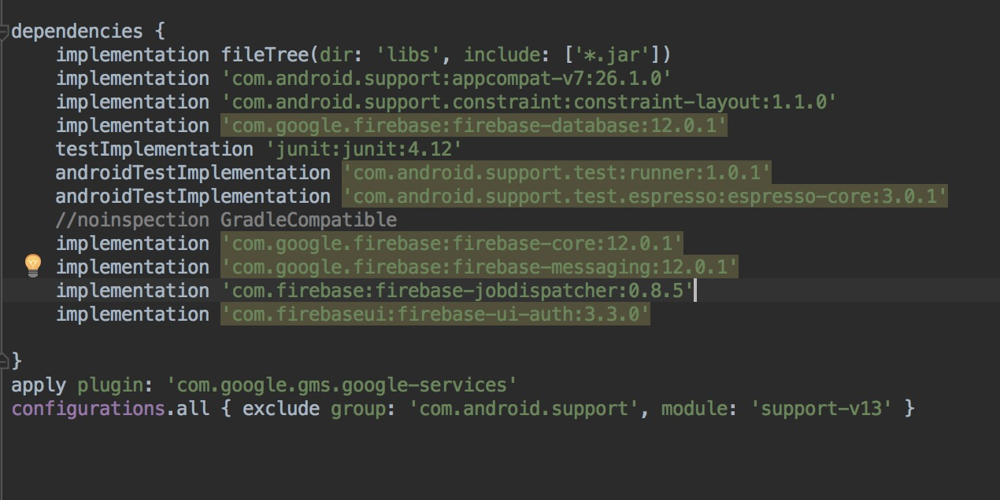 dependencies {
    implementation fileTree(dir: 'libs', include: ['*.jar'])
    implementation 'com.android.support:appcompat-v7:26.1.0'
    implementation 'com.android.support.constraint:constraint-layout:1.1.0'
    implementation 'com.google.firebase:firebase-database:12.0.1'
    testImplementation 'junit:junit:4.12'
    androidTestImplementation 'com.android.support.test:runner:1.0.1'
    androidTestImplementation 'com.android.support.test.espresso:espresso-core:3.0.1'
    //noinspection GradleCompatible
    implementation 'com.google.firebase:firebase-core:12.0.1'
    implementation 'com.google.firebase:firebase-messaging:12.0.1'
    implementation 'com.firebase:firebase-jobdispatcher:0.8.5'
    implementation 'com.firebaseui:firebase-ui-auth:3.3.0'
}
apply plugin: 'com.google.gms.google-services'
configurations.all { exclude group: 'com.android.support', module: 'support-v13' }